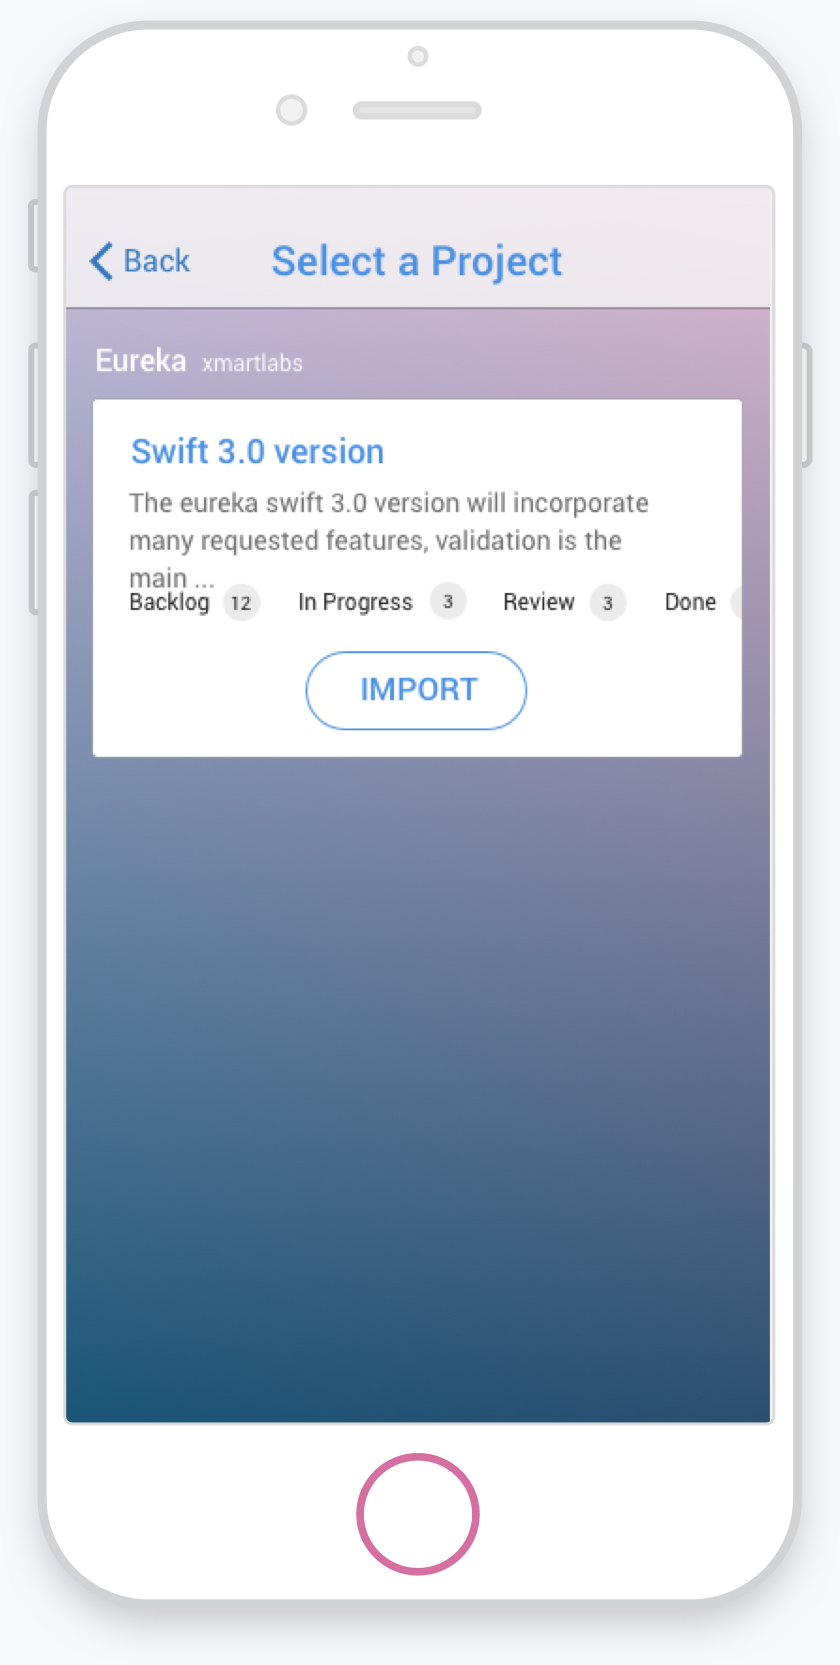 Back Select a Project
Eureka xmartlabs
Swift 3.0 version
The eureka swift 3.0 version will incorporate
many requested features, validation is the
main ...
Backlog 12 In Progress 3 Review 3 Done
IMPORT